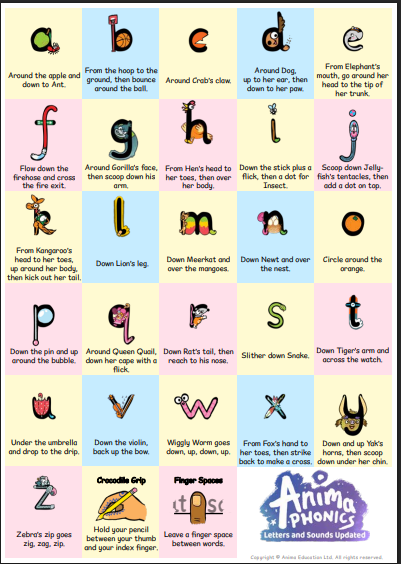 a b c d e
Around the apple and
down to Ant.
From the hoop to the
ground, then bounce
around the ball.
Around Crab's claw.
Around Dog,
up to her ear, then
down to her paw.
From Elephant's
mouth, go around her
head to the tip of
her trunk.
f g h i j
Flow down the
firehose and cross
the fire exit.
Around Gorilla's face,
then scoop down his
arm.
From Hen's head to
her toes, then over
her body.
Down the stick plus a
flick, then a dot for
Insect.
Scoop down Jelly-
fish's tentacles, then
add a dot on top.
k l m n o
From Kangaroo's
head to her toes,
up around her body,
then kick out her tail.
Down Lion's leg.
Down Meerkat and
over the mangoes.
Down Newt and over
the nest.
Circle around the
orange.
p q r s t
Down the pin and up
around the bubble.
Around Queen Quail,
down her cape with a
flick.
Down Rat's tail, then
reach to his nose.
Slither down Snake.
Down Tiger's arm and
across the watch.
u v w x y
Under the umbrella
and drop to the drip.
Down the violin,
back up the bow.
Wiggly Worm goes
down, up, down, up.
From Fox's hand to
her toes, then strike
back to make a cross.
Down and up Yak's
horns, then scoop
down under her chin.
z
Zebra's zip goes
zig, zag, zip.
Crocodile Grip
Hold your pencil
between your thumb
and your index finger.
Finger Spaces
Leave a finger space
between words.
Anima
PHONICS
Letters and Sounds Updated
Copyright © Anima Education Ltd. All rights reserved.